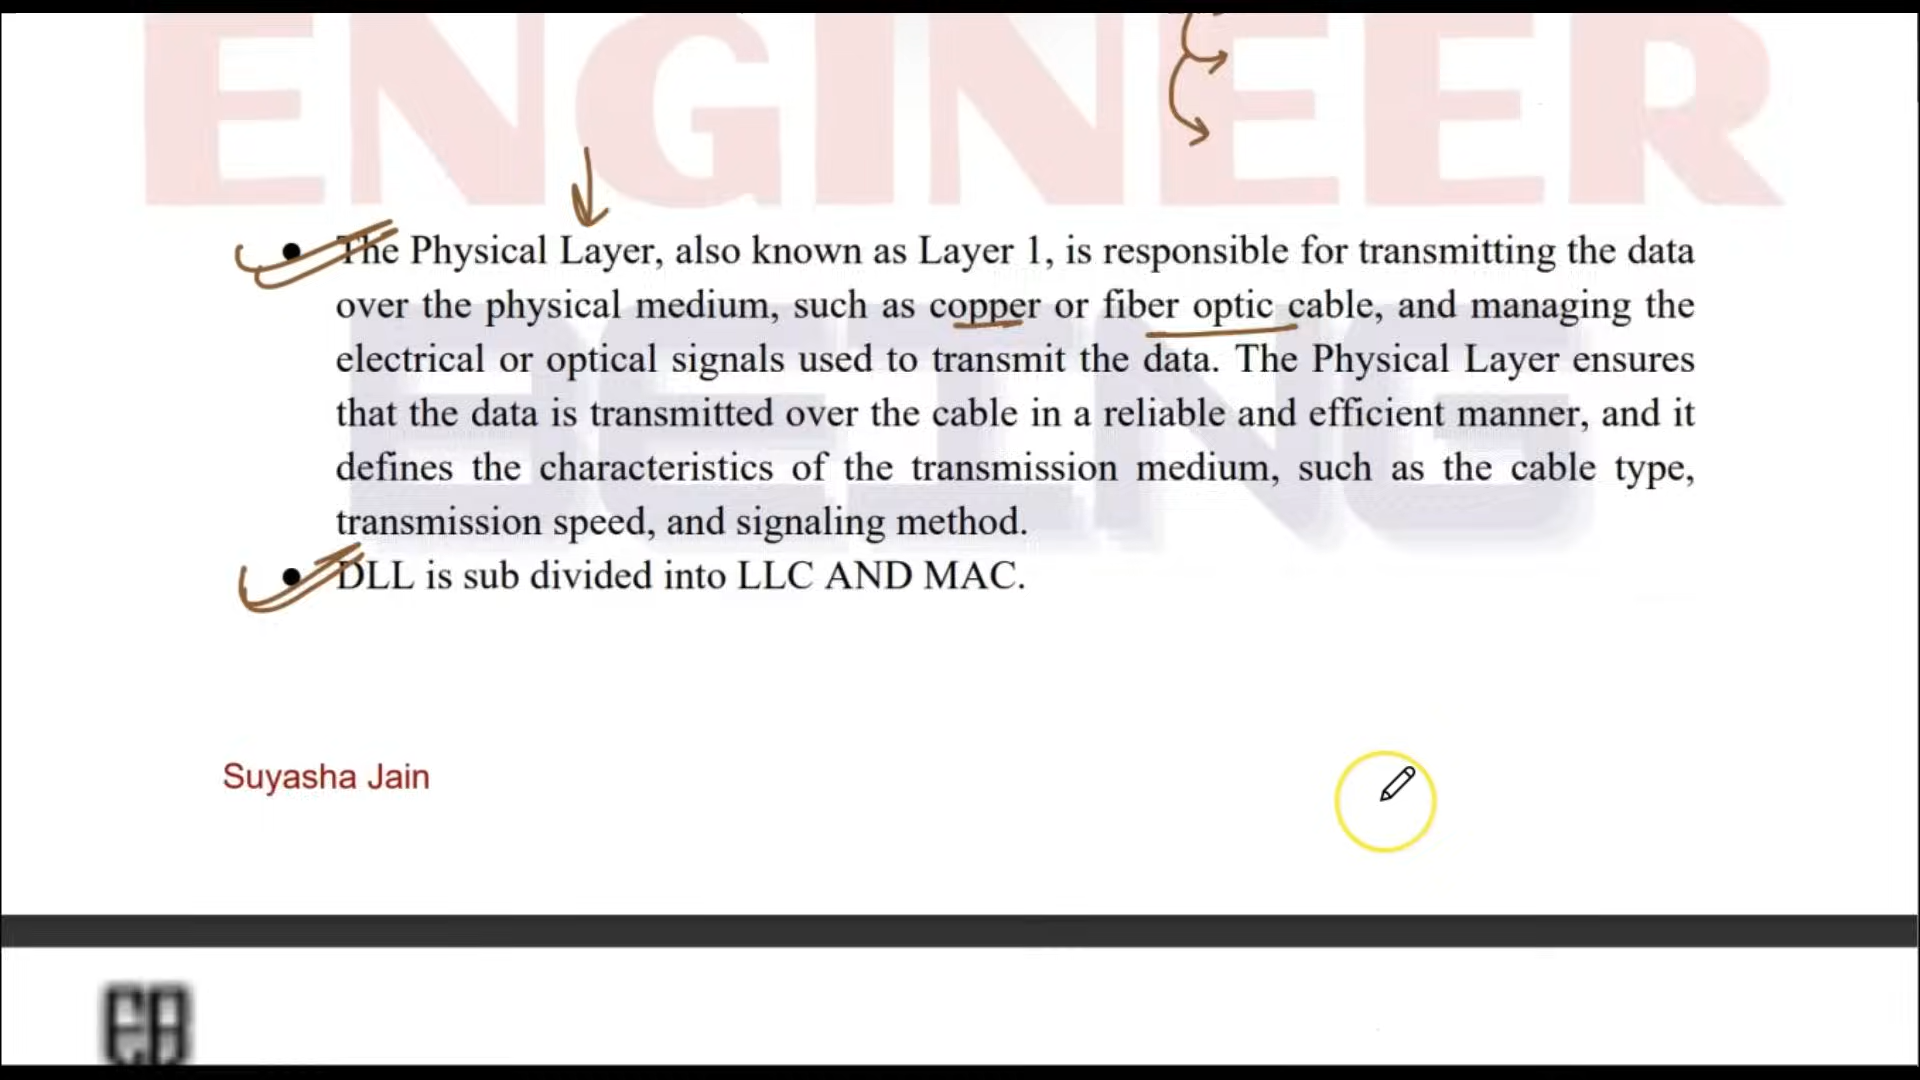 ENGINEER
The Physical Layer, also known as Layer 1, is responsible for transmitting the data
over the physical medium, such as copper or fiber optic cable, and managing the
electrical or optical signals used to transmit the data. The Physical Layer ensures
that the data is transmitted over the cable in a reliable and efficient manner, and it
defines the characteristics of the transmission medium, such as the cable type,
transmission speed, and signaling method.
BEING
DLL is sub divided into LLC AND MAC.
Suyasha Jain
EB